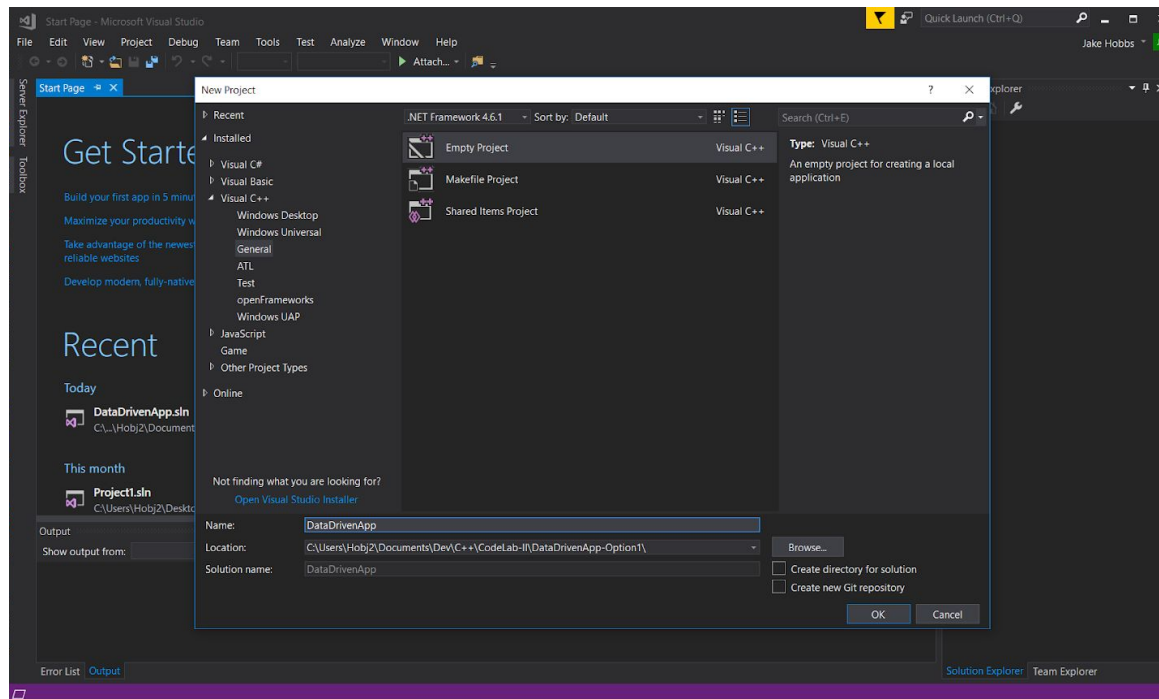 Start Page - Microsoft Visual Studio
Quick Launch (Ctrl+Q)
File Edit View Project Debug Team Tools Test Analyze Window Help
Jake Hobbs
Attach...
Server Explorer
Toolbox
Start Page
Get Starte
Build your first app in 5 minu
Maximize your productivity w
Take advantage of the newes
reliable websites
Develop modern, fully-native
Recent
Today
DataDrivenApp.sln
C:\...\Hobj2\Document
This month
Project1.sln
C:\Users\Hobj2\Deskto
New Project
?
Recent
Installed
Visual C#
Visual Basic
Visual C++
Windows Desktop
Windows Universal
General
ATL
Test
openFrameworks
Windows UAP
JavaScript
Game
Other Project Types
Online
Not finding what you are looking for?
Open Visual Studio Installer
.NET Framework 4.6.1 Sort by: Default
Empty Project Visual C++
Makefile Project Visual C++
Shared Items Project Visual C++
Search (Ctrl+E)
Type: Visual C++
An empty project for creating a local
application
Name: DataDrivenApp
Location: C:\Users\Hobj2\Documents\Dev\C++\CodeLab-II\DataDrivenApp-Option1\ Browse...
Solution name: DataDrivenApp
Create directory for solution
Create new Git repository
OK Cancel
xplorer
Output
Show output from:
Error List Output
Solution Explorer Team Explorer